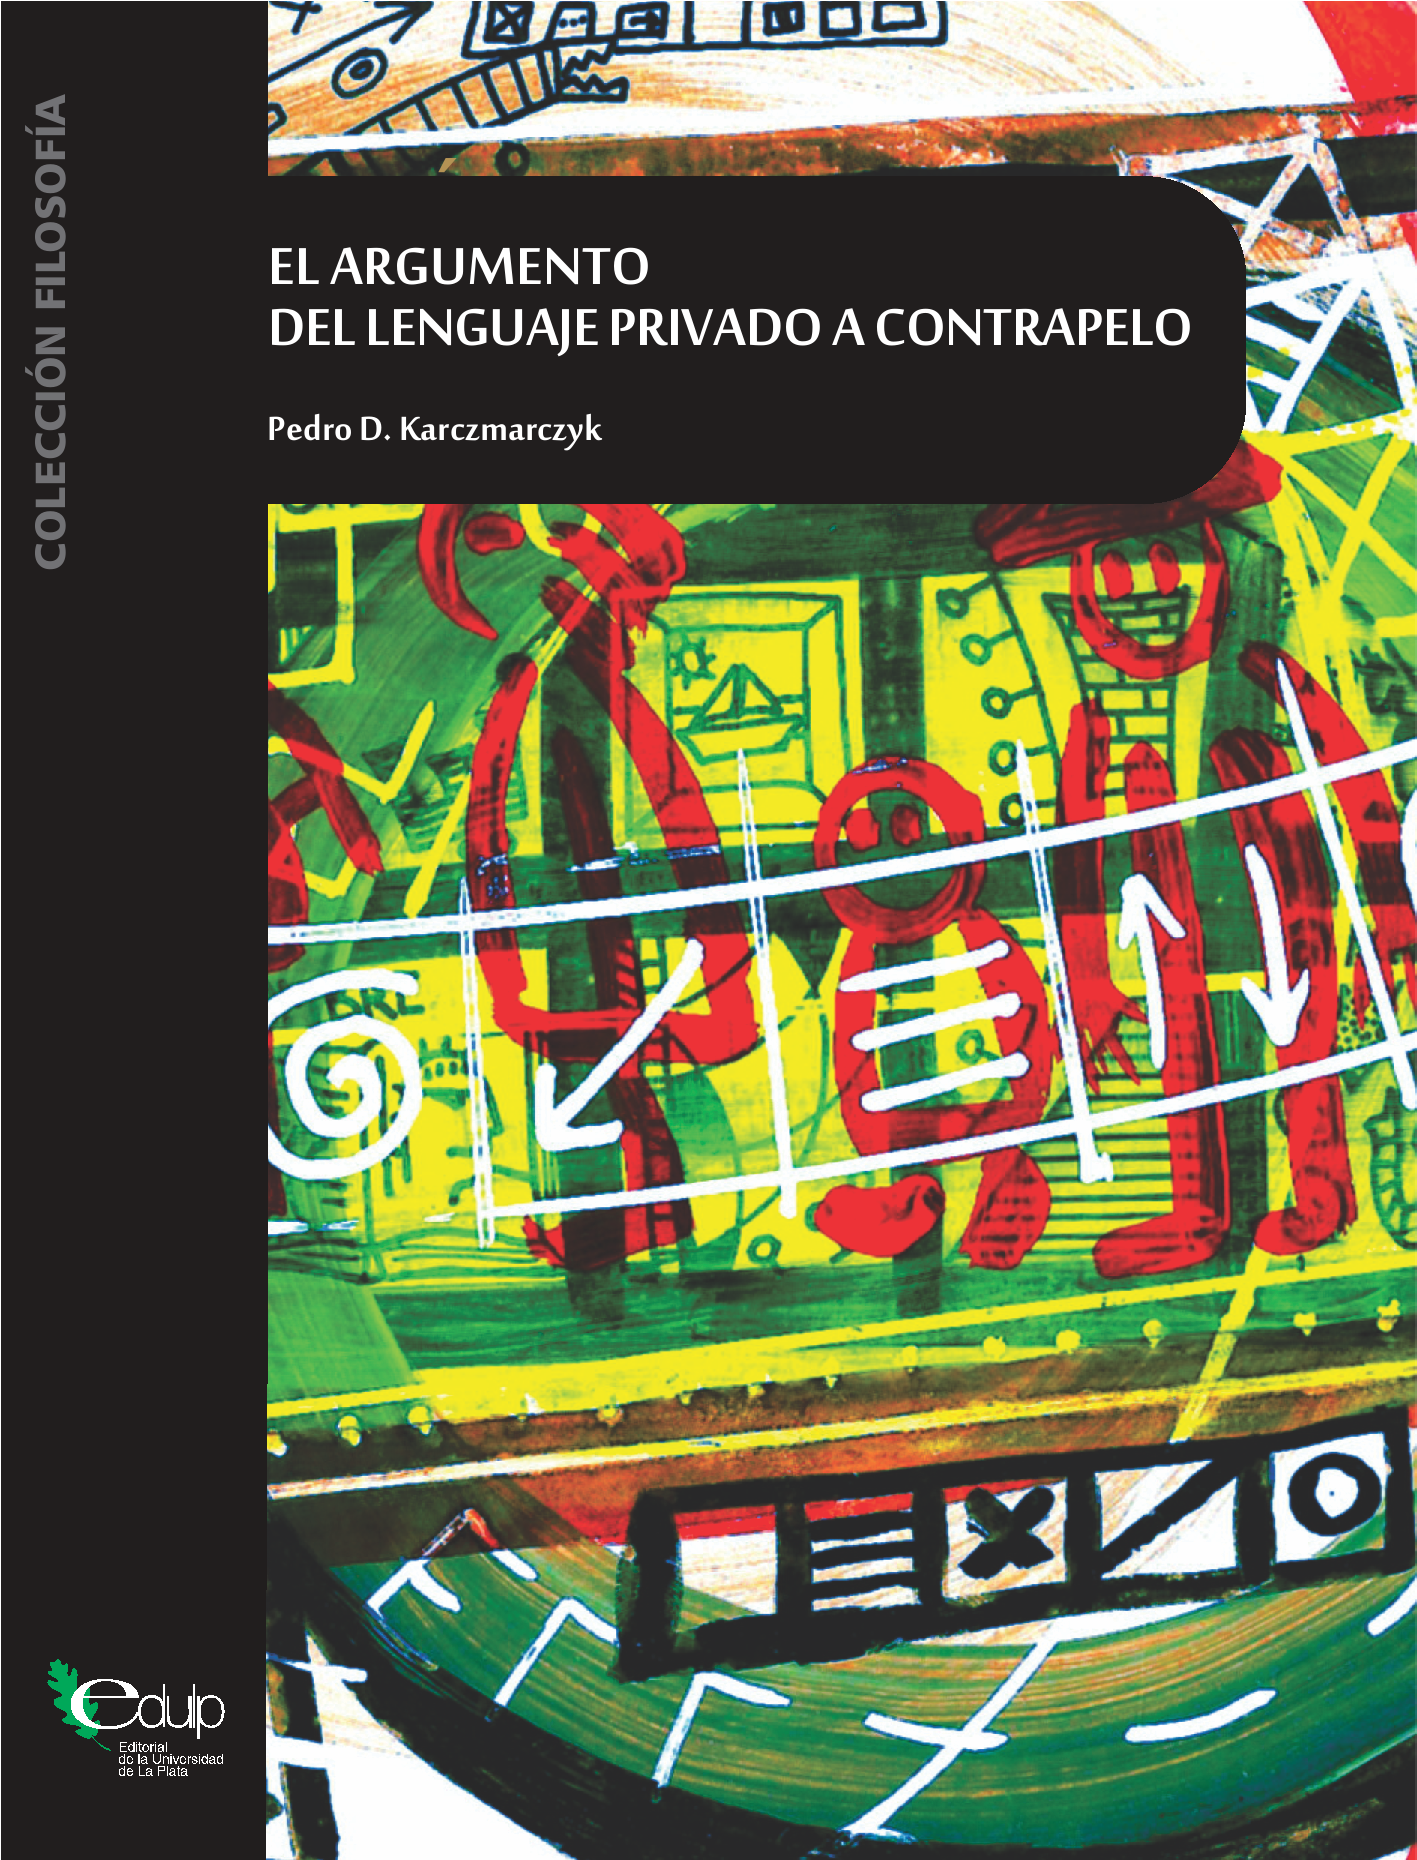 COLECCIÓN FILOSOFÍA
EL ARGUMENTO
DEL LENGUAJE PRIVADO A CONTRAPELO
Pedro D. Karczmarczyk
edulp
Editorial
de la Universidad
de La Plata